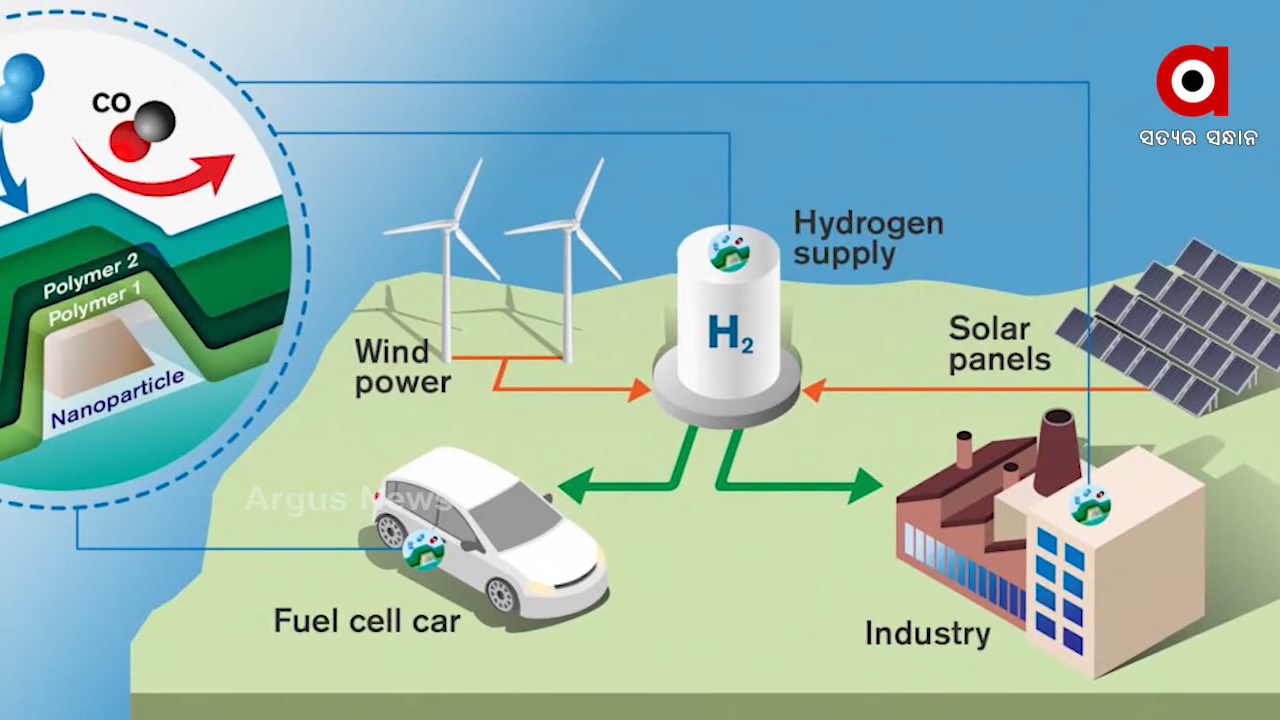 ସତ୍ୟର ସନ୍ଧାନ
CO
Polymer 2
Polymer 1
Nanoparticle
Wind
power
Hydrogen
supply
H2
Solar
panels
Argus News
Fuel cell car
Industry